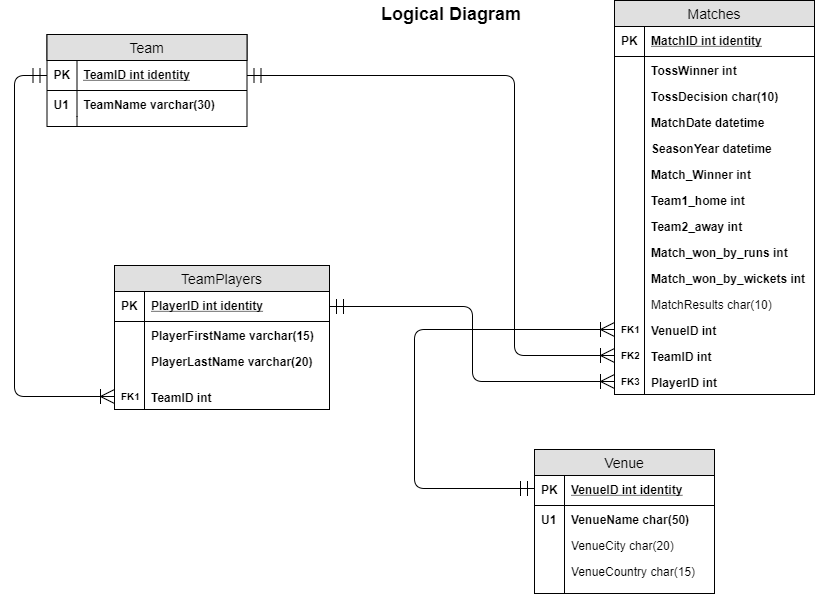 Logical Diagram
Team
PK TeamID int identity
U1 TeamName varchar(30)
TeamPlayers
PK PlayerID int identity
PlayerFirstName varchar(15)
PlayerLastName varchar(20)
FK1 TeamID int
Matches
PK MatchID int identity
TossWinner int
TossDecision char(10)
MatchDate datetime
SeasonYear datetime
Match_Winner int
Team1_home int
Team2_away int
Match_won_by_runs int
Match_won_by_wickets int
MatchResults char(10)
FK1 VenueID int
FK2 TeamID int
FK3 PlayerID int
Venue
PK VenueID int identity
U1 VenueName char(50)
VenueCity char(20)
VenueCountry char(15)